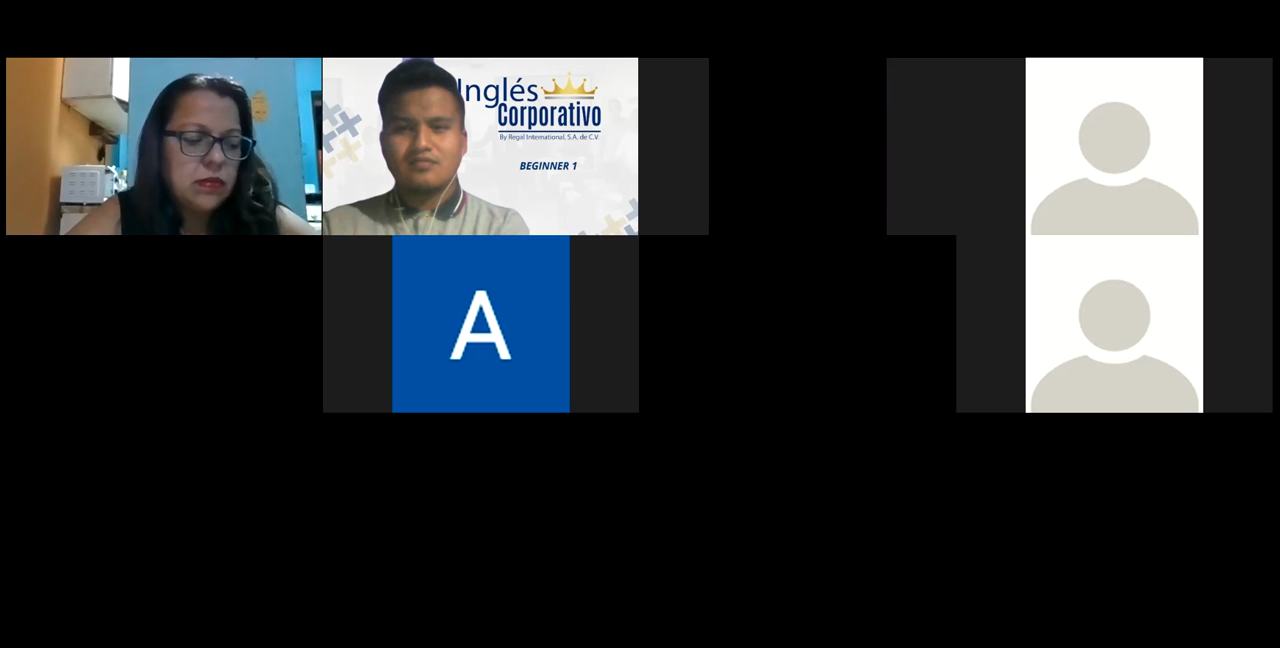 Inglés
Corporativo
By Regal International, S.A. de C.V.
BEGINNER 1
A